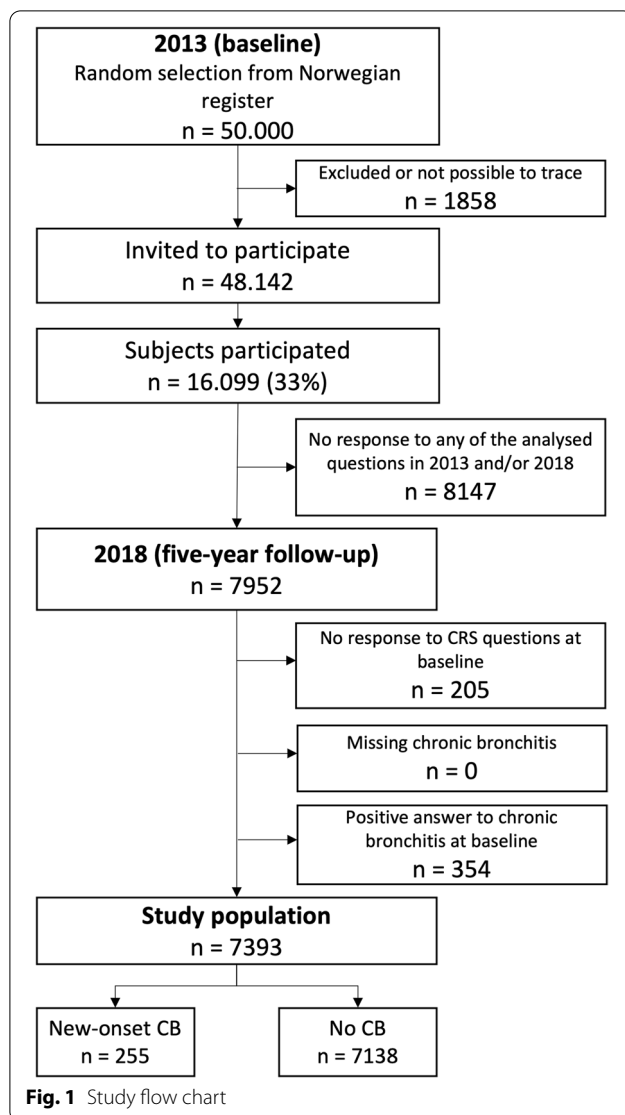 2013 (baseline)
Random selection from Norwegian
register
n = 50.000
Excluded or not possible to trace
n = 1858
Invited to participate
n = 48.142
Subjects participated
n = 16.099 (33%)
No response to any of the analysed
questions in 2013 and/or 2018
n = 8147
2018 (five-year follow-up)
n = 7952
No response to CRS questions at
baseline
n = 205
Missing chronic bronchitis
n = 0
Positive answer to chronic
bronchitis at baseline
n = 354
Study population
n = 7393
New-onset CB
n = 255
No CB
n = 7138
Fig. 1 Study flow chart